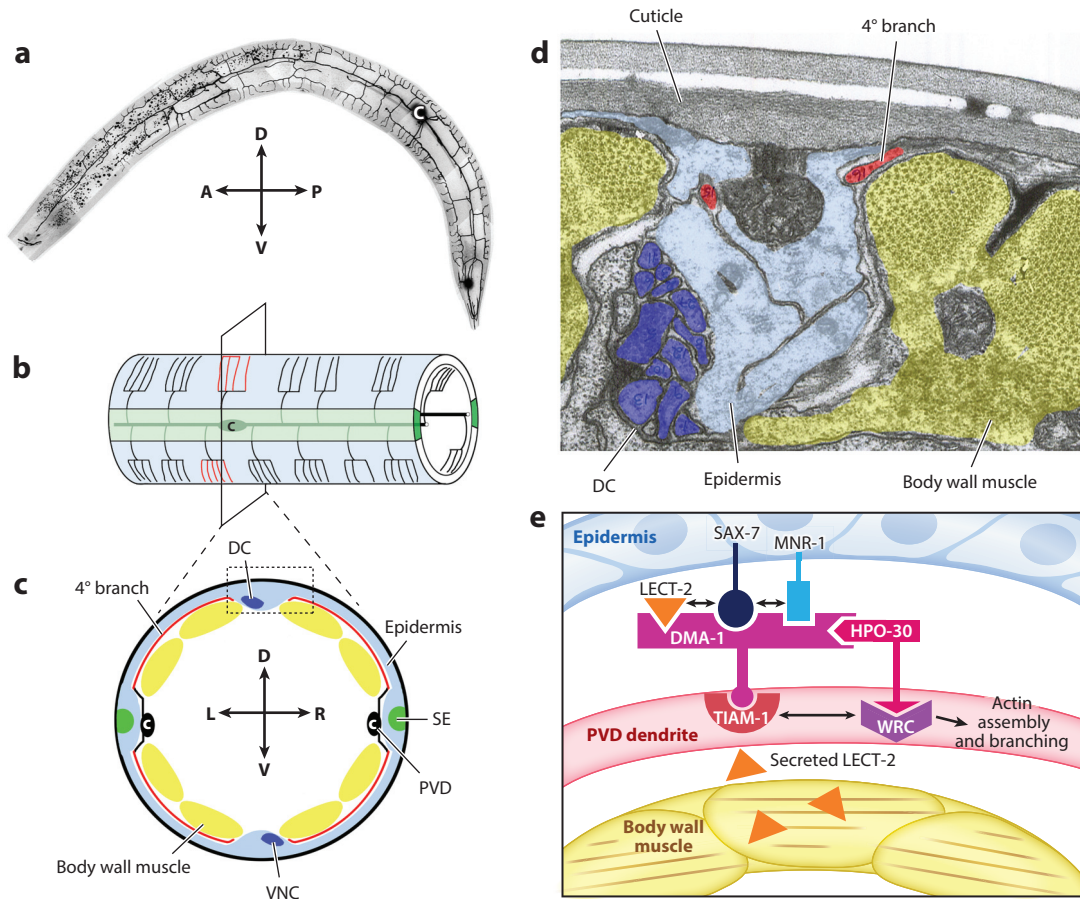 a
D
A
P
V
C
b
C
c
DC
4° branch
Epidermis
D
L
R
V
C
C
SE
PVD
Body wall muscle
VNC
d
Cuticle
4° branch
DC
Epidermis
Body wall muscle
e
Epidermis
SAX-7
MNR-1
LECT-2
DMA-1
HPO-30
TIAM-1
WRC
PVD dendrite
Actin
assembly
and branching
Secreted LECT-2
Body wall
muscle